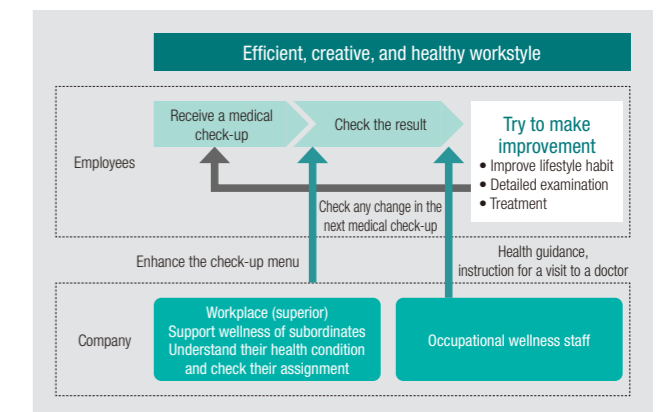 Efficient, creative, and healthy workstyle
Employees
Receive a medical
check-up
Check the result
Try to make
improvement
• Improve lifestyle habit
• Detailed examination
• Treatment
Check any change in the
next medical check-up
Enhance the check-up menu
Health guidance,
instruction for a visit to a doctor
Company
Workplace (superior)
Support wellness of subordinates
Understand their health condition
and check their assignment
Occupational wellness staff